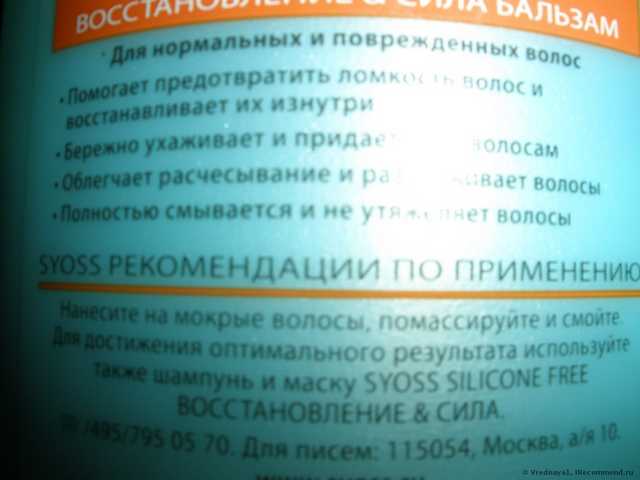 ВОССТАНОВЛЕНИЕ & СИЛА БАЛЬЗАМ
· Для нормальных и поврежденных волос
· Помогает предотвратить ломкость волос и
восстанавливает их изнутри
· Бережно ухаживает и придает волосам
· Облегчает расчесывание и разглаживает волосы
· Полностью смывается и не утяжеляет волосы
SYOSS РЕКОМЕНДАЦИИ ПО ПРИМЕНЕНИЮ
Нанесите на мокрые волосы, помассируйте и смойте.
Для достижения оптимального результата используйте
также шампунь и маску SYOSS SILICONE FREE
ВОССТАНОВЛЕНИЕ & СИЛА.
/495/795 05 70. Для писем: 115054, Москва, а/я 10.
© Vrednaya1, IRecommend.ru